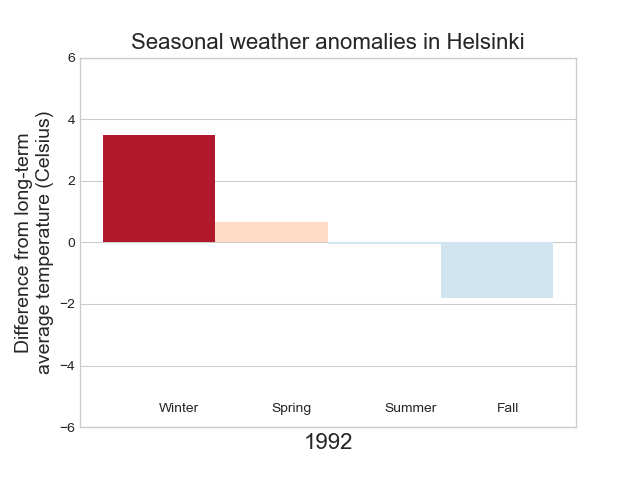 Seasonal weather anomalies in Helsinki
Difference from long-term
average temperature (Celsius)
6
4
2
0
−2
−4
−6
Winter Spring Summer Fall
1992